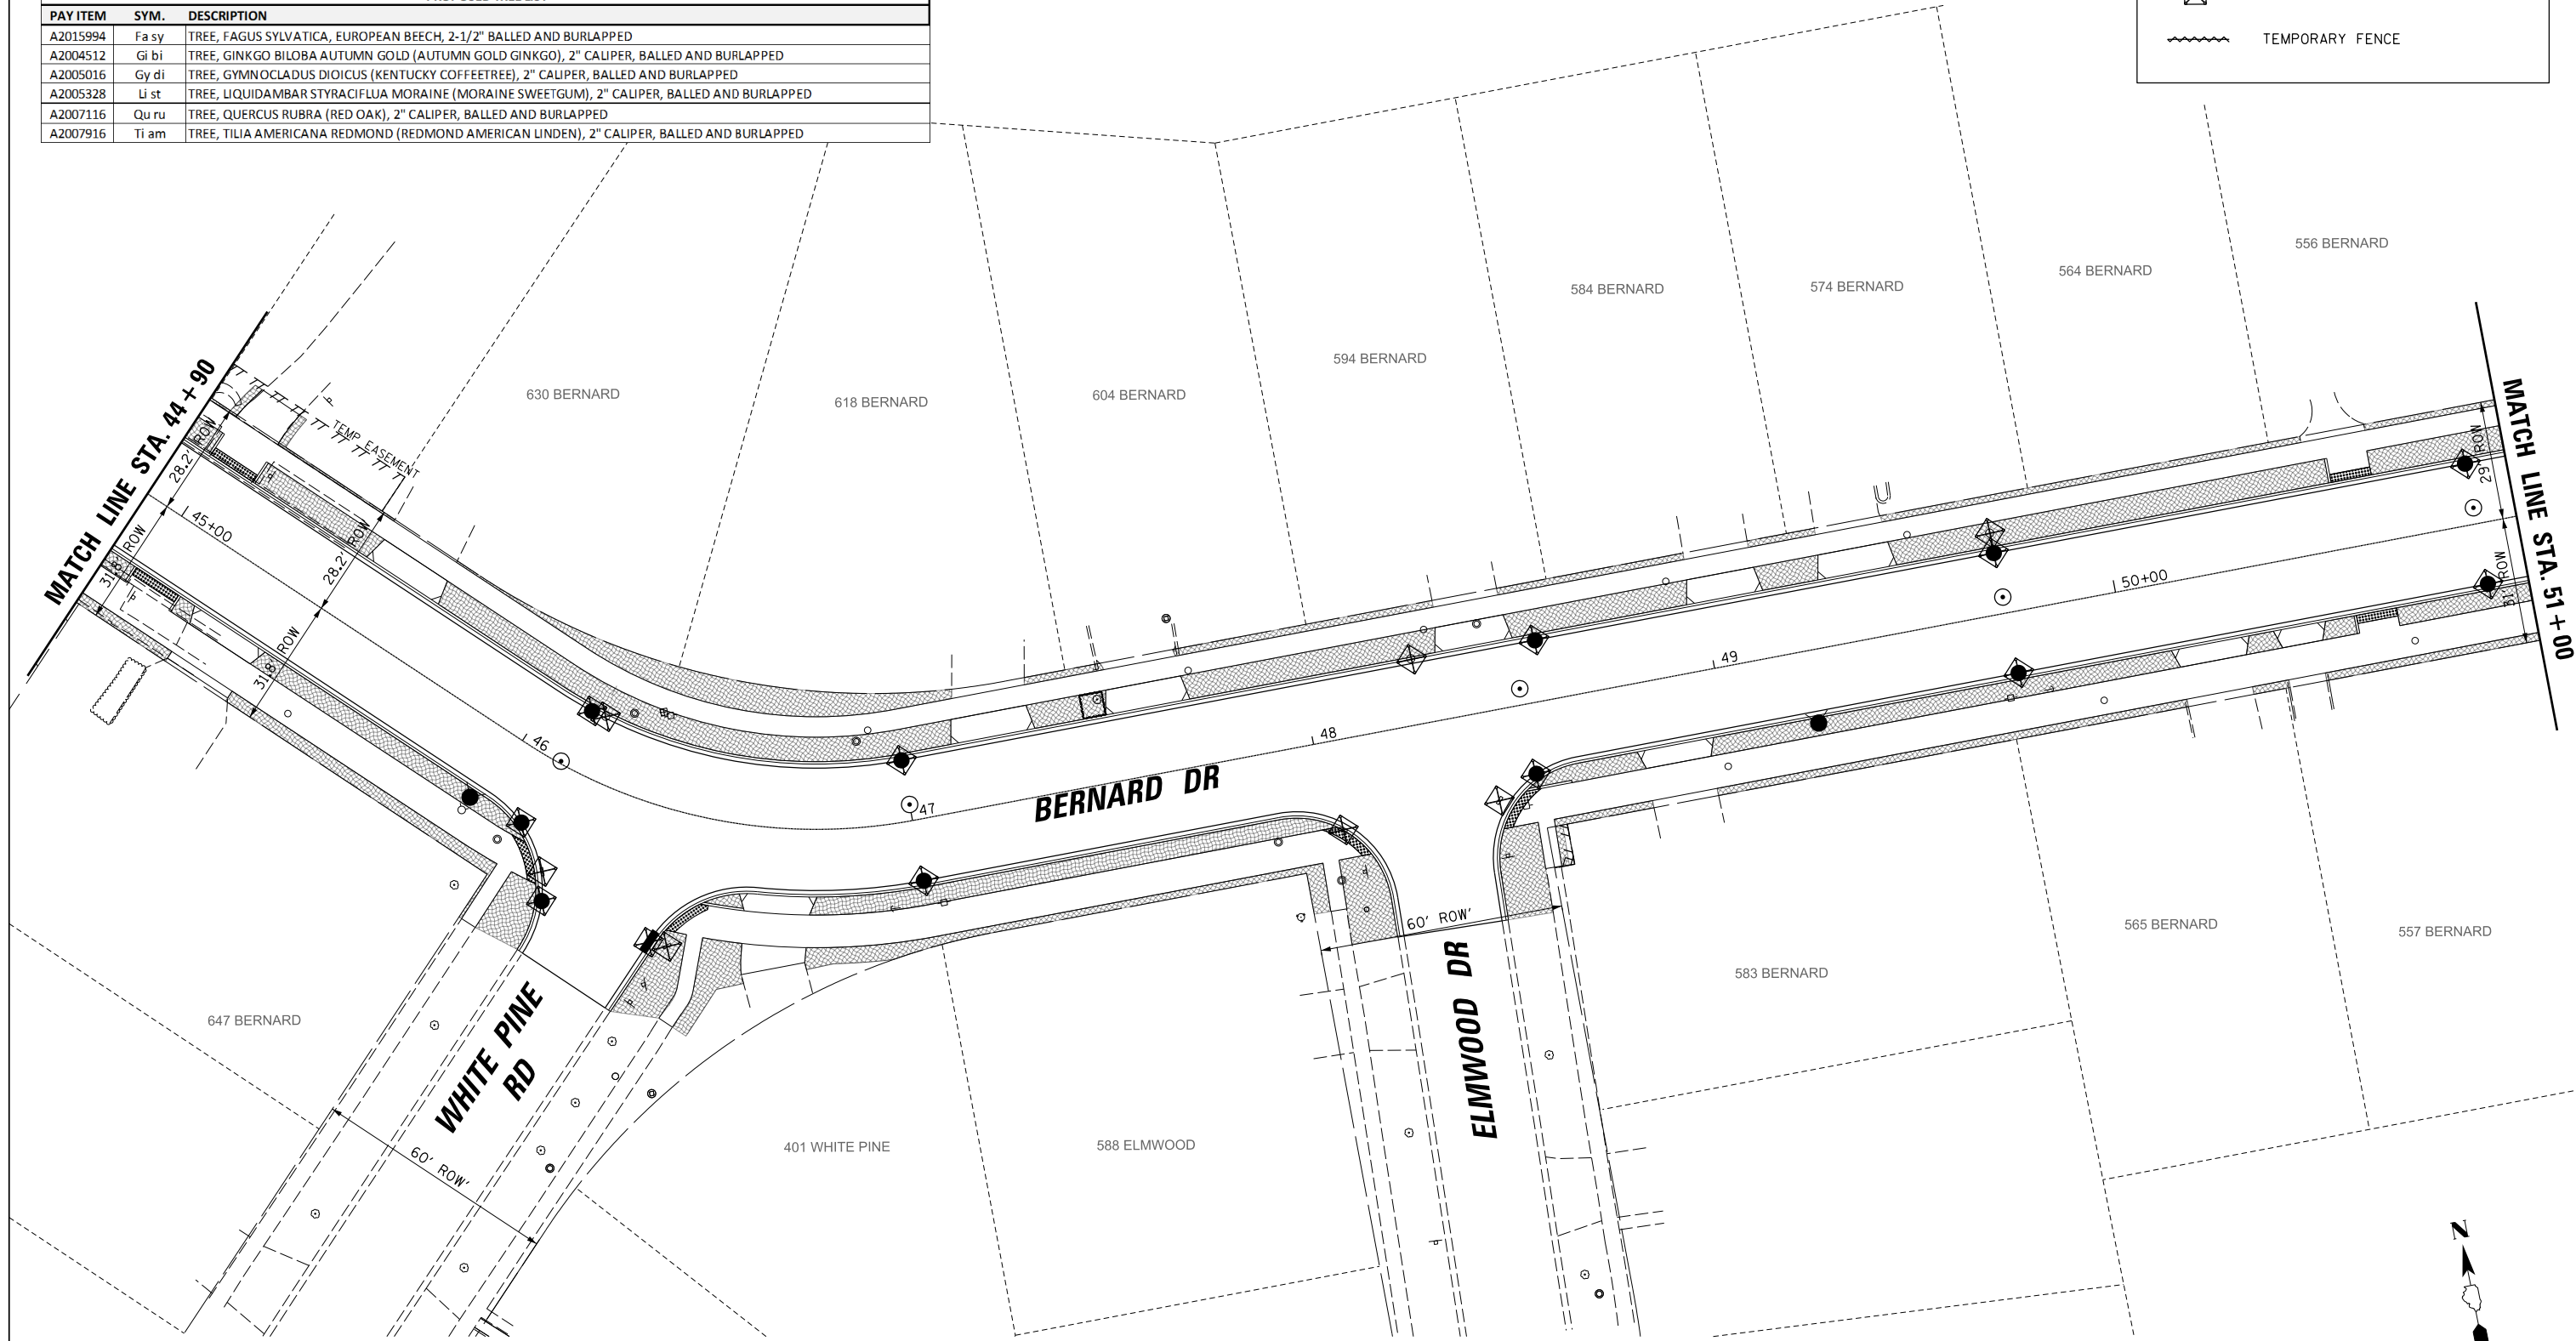 PAY ITEM SYM. DESCRIPTION
A2015994 Fa sy TREE, FAGUS SYLVATICA, EUROPEAN BEECH, 2-1/2" BALLED AND BURLAPPED
A2004512 Gi bi TREE, GINKGO BILOBA AUTUMN GOLD (AUTUMN GOLD GINKGO), 2" CALIPER, BALLED AND BURLAPPED
A2005016 Gy di TREE, GYMNOCLADUS DIOICUS (KENTUCKY COFFEETREE), 2" CALIPER, BALLED AND BURLAPPED
A2005328 Li st TREE, LIQUIDAMBAR STYRACIFLUA MORAINE (MORAINE SWEETGUM), 2" CALIPER, BALLED AND BURLAPPED
A2007116 Qu ru TREE, QUERCUS RUBRA (RED OAK), 2" CALIPER, BALLED AND BURLAPPED
A2007916 Ti am TREE, TILIA AMERICANA REDMOND (REDMOND AMERICAN LINDEN), 2" CALIPER, BALLED AND BURLAPPED
TEMPORARY FENCE
556 BERNARD
564 BERNARD
574 BERNARD
584 BERNARD
594 BERNARD
604 BERNARD
618 BERNARD
630 BERNARD
MATCH LINE STA. 44+90
MATCH LINE STA. 51+00
TEMP EASEMENT
28.2' ROW
31.8' ROW
28.2' ROW
31.8' ROW
29' ROW
31' ROW
45+00
46
47
48
49
50+00
BERNARD DR
60' ROW'
ELMWOOD DR
WHITE PINE
RD
60' ROW'
647 BERNARD
401 WHITE PINE
588 ELMWOOD
583 BERNARD
565 BERNARD
557 BERNARD
N